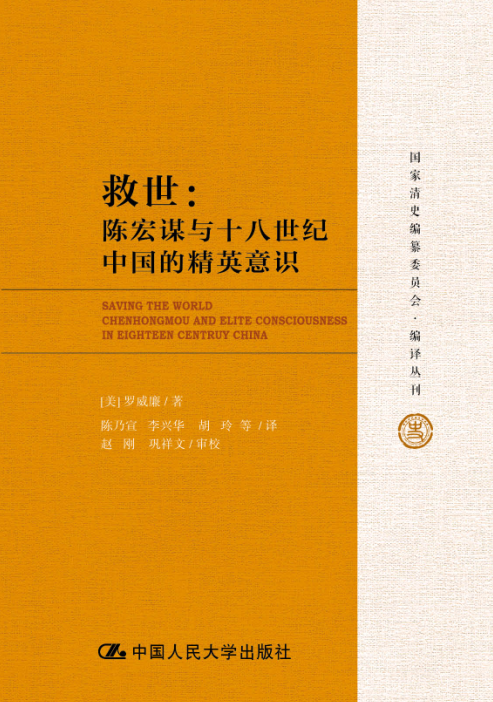 救世：
陈宏谋与十八世纪
中国的精英意识
SAVING THE WORLD
CHENHONGMOU AND ELITE CONSCIOUSNESS
IN EIGHTEEN CENTRUY CHINA
[美] 罗威廉 / 著
陈乃宣 李兴华 胡 玲 等 / 译
赵 刚 巩祥文 / 审校
中国人民大学出版社
国家清史编纂委员会·编译丛刊